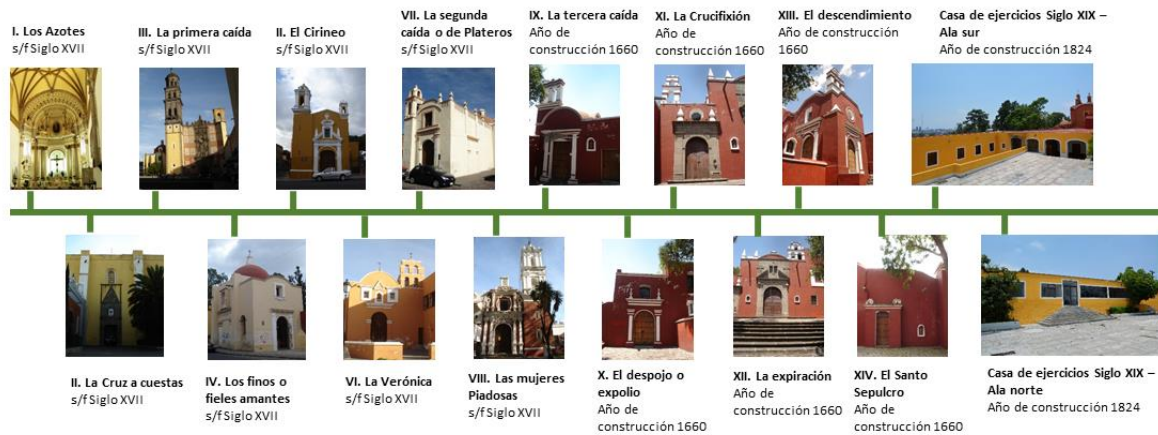 I. Los Azotes
s/f Siglo XVII
III. La primera caída
s/f Siglo XVII
II. El Cirineo
s/f Siglo XVII
VII. La segunda
caída o de Plateros
s/f Siglo XVII
IX. La tercera caída
Año de
construcción 1660
XI. La Crucifixión
Año de
construcción 1660
XIII. El descendimiento
Año de construcción
1660
Casa de ejercicios Siglo XIX –
Ala sur
Año de construcción 1824
II. La Cruz a cuestas
s/f Siglo XVII
IV. Los finos o
fieles amantes
s/f Siglo XVII
VI. La Verónica
s/f Siglo XVII
VIII. Las mujeres
Piadosas
s/f Siglo XVII
X. El despojo o
expolio
Año de
construcción 1660
XII. La expiración
Año de
construcción 1660
XIV. El Santo
Sepulcro
Año de
construcción 1660
Casa de ejercicios Siglo XIX –
Ala norte
Año de construcción 1824